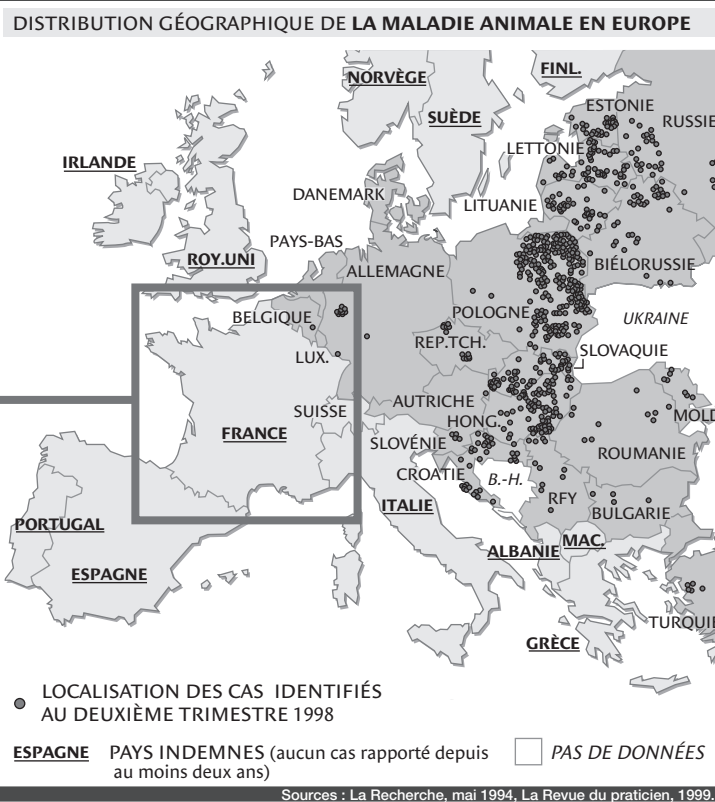 DISTRIBUTION GÉOGRAPHIQUE DE LA MALADIE ANIMALE EN EUROPE
FINL.
NORVÈGE
ESTONIE
SUÈDE
RUSSIE
LETTONIE
IRLANDE
DANEMARK
LITUANIE
PAYS-BAS
ROY.UNI
ALLEMAGNE
BIÉLORUSSIE
BELGIQUE
POLOGNE
UKRAINE
REP.TCH.
LUX.
SLOVAQUIE
AUTRICHE
SUISSE
HONG.
MOLD
FRANCE
SLOVÉNIE
ROUMANIE
CROATIE
B.-H.
RFY
ITALIE
BULGARIE
PORTUGAL
MAC.
ALBANIE
ESPAGNE
TURQUIE
GRÈCE
LOCALISATION DES CAS IDENTIFIÉS
AU DEUXIÈME TRIMESTRE 1998
ESPAGNE PAYS INDEMNES (aucun cas rapporté depuis
au moins deux ans)
PAS DE DONNÉES
Sources : La Recherche, mai 1994, La Revue du praticien, 1999.